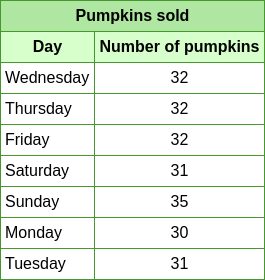 Pumpkins sold
Day Number of pumpkins
Wednesday 32
Thursday 32
Friday 32
Saturday 31
Sunday 35
Monday 30
Tuesday 31